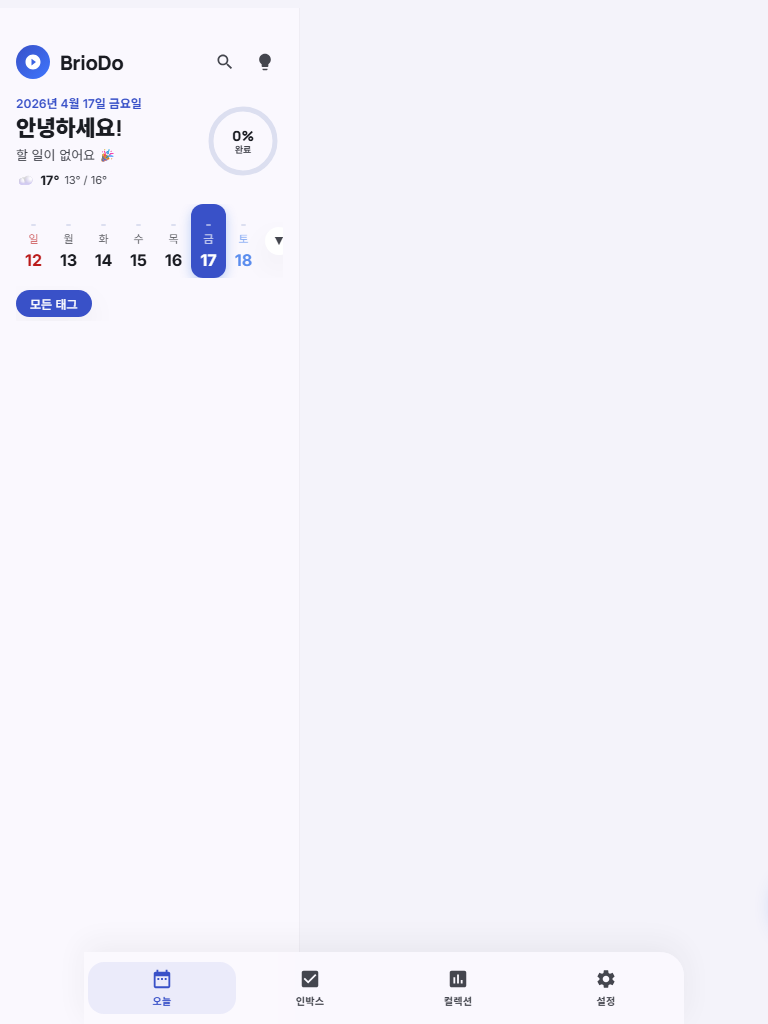 BrioDo
2026년 4월 17일 금요일
안녕하세요!
할 일이 없어요 🎉
17° 13° / 16°
0%
완료
일 월 화 수 목 금 토
12 13 14 15 16 17 18
모든 태그
오늘 인박스 컬렉션 설정